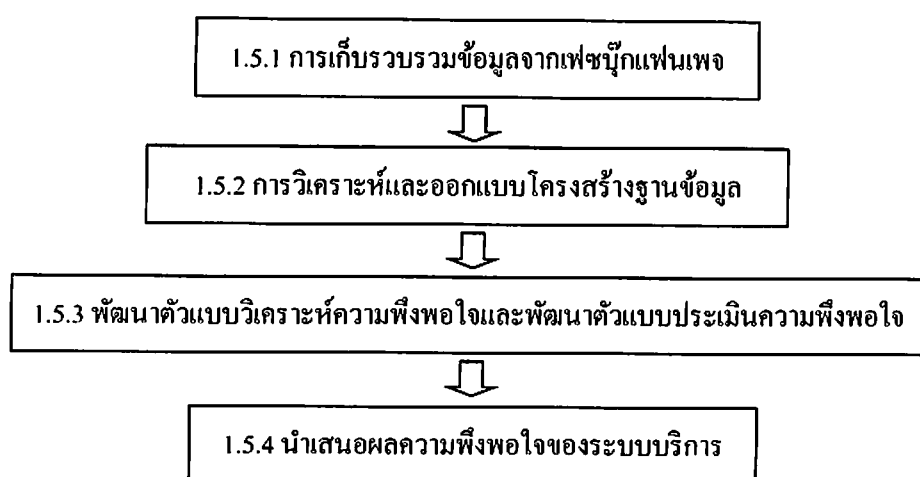 1.5.1 การเก็บรวบรวมข้อมูลจากเฟซบุ๊กแฟนเพจ
1.5.2 การวิเคราะห์และออกแบบโครงสร้างฐานข้อมูล
1.5.3 พัฒนาตัวแบบวิเคราะห์ความพึงพอใจและพัฒนาตัวแบบประเมินความพึงพอใจ
1.5.4 นำเสนอผลความพึงพอใจของระบบบริการ